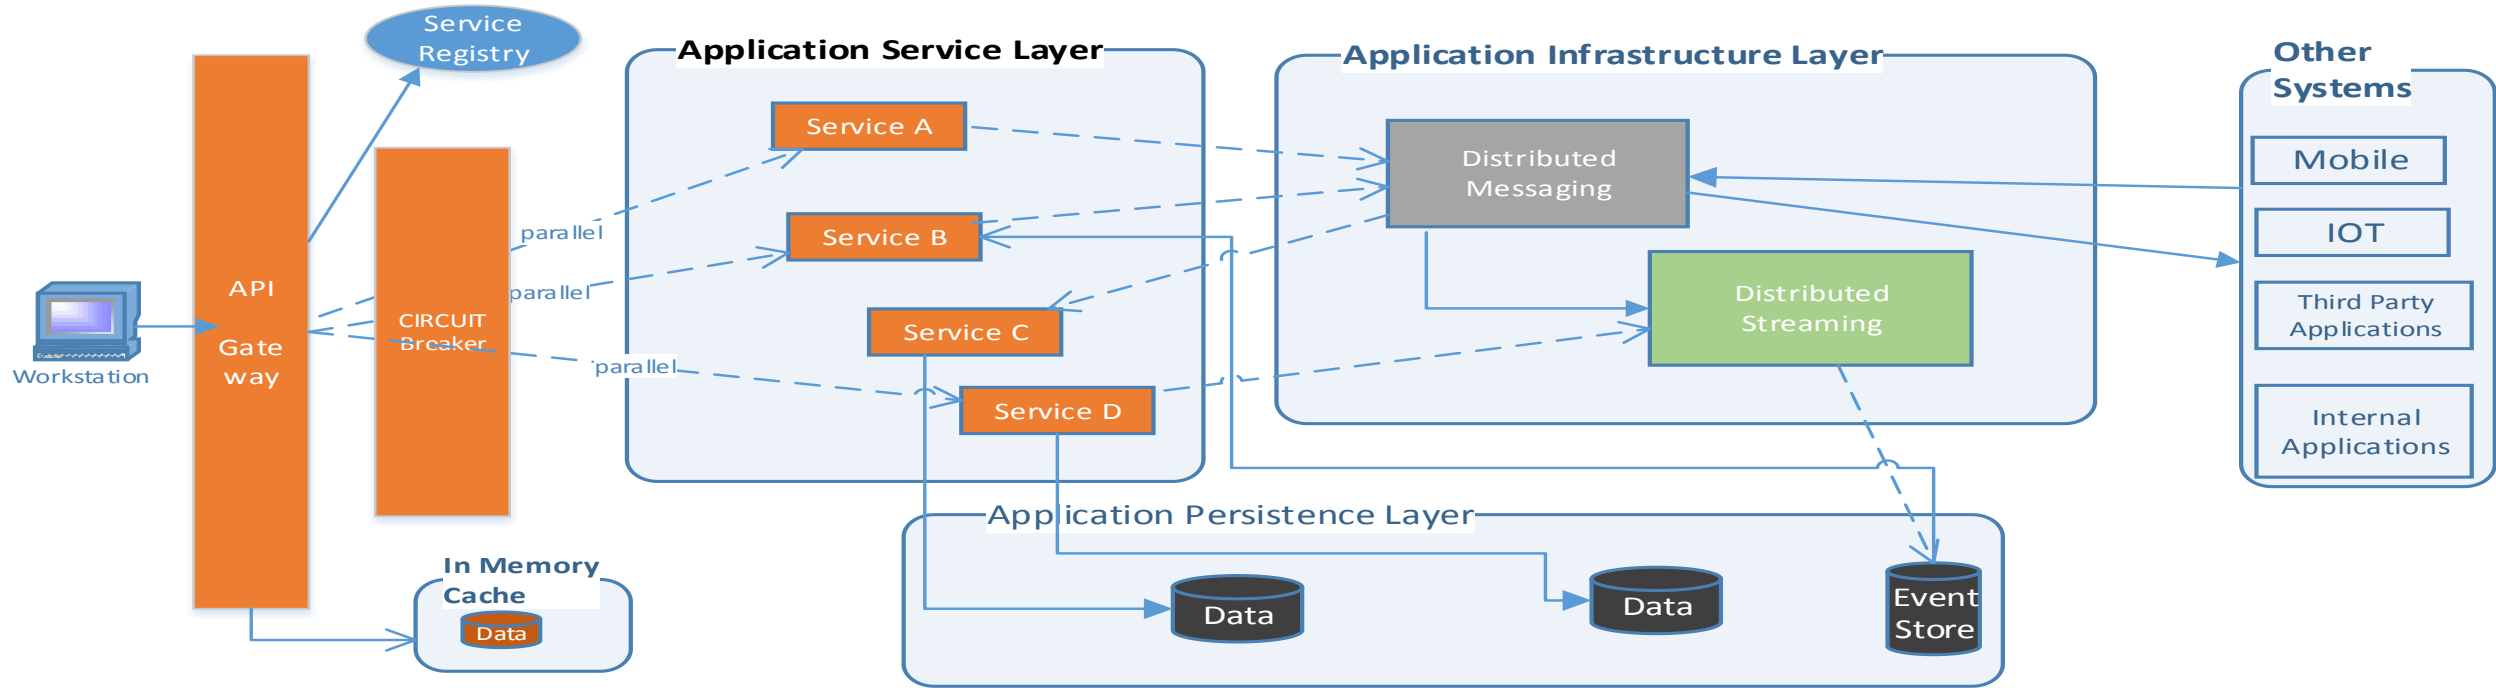 Service
Registry
Application Service Layer
Application Infrastructure Layer
Other
Systems
Service A
Distributed
Messaging
Mobile
parallel
Service B
IOT
API
Gate
way
parallel
CIRCUIT
Breaker
Service C
Distributed
Streaming
Third Party
Applications
Workstation
parallel
Service D
Internal
Applications
Application Persistence Layer
In Memory
Cache
Data
Data
Data
Event
Store